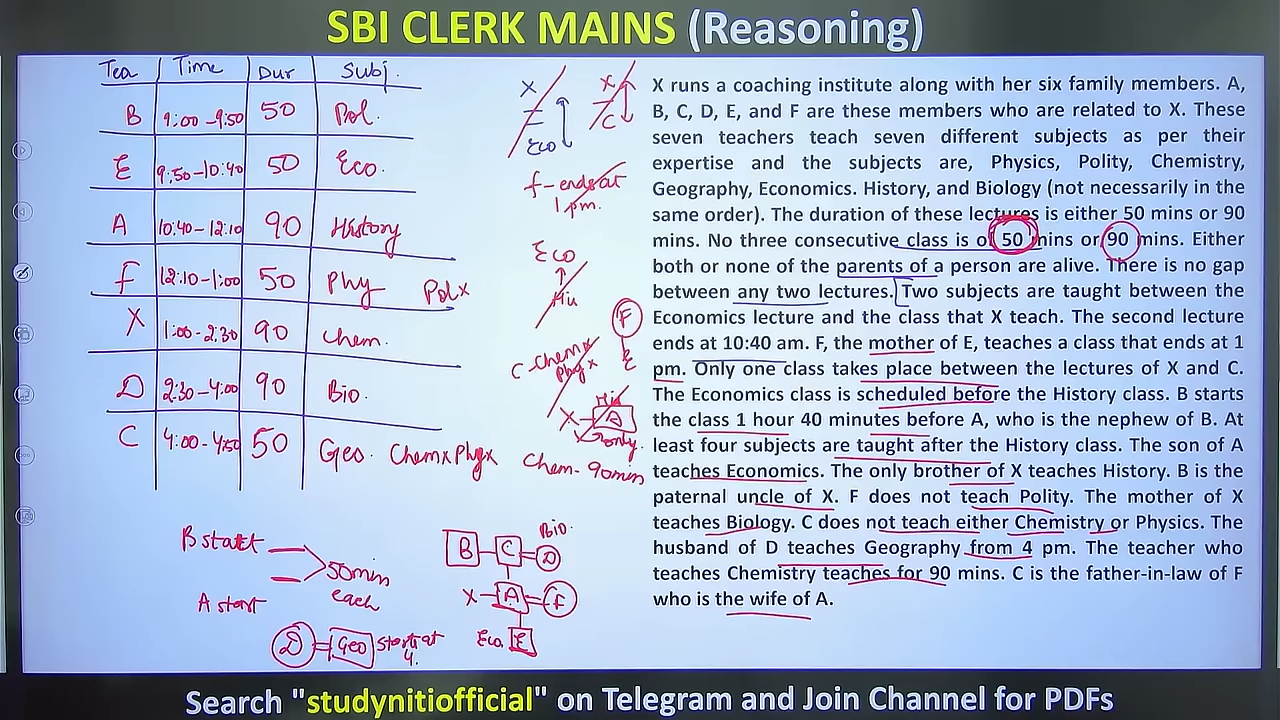 SBI CLERK MAINS (Reasoning)
Tea Time Dur Subj.
B 9:00-9:50 50 Pol.
E 9:50-10:40 50 Eco.
A 10:40-12:10 90 History
F 12:10-1:00 50 Phy Pol x
X 1:00-2:30 90 Chem.
D 2:30-4:00 90 Bio.
C 4:00-4:50 50 Geo. Chem x Phy x
X
Eco
X
C
f-ends at
1 pm.
Eco
His
F
E
C-Chem x
Phy x
His
X A
only
Chem-90min
B start
50min
each
A start
D = Geo starts at
4.
Bio.
B-C=D
X-A=F
Eco. E
X runs a coaching institute along with her six family members. A,
B, C, D, E, and F are these members who are related to X. These
seven teachers teach seven different subjects as per their
expertise and the subjects are, Physics, Polity, Chemistry,
Geography, Economics. History, and Biology (not necessarily in the
same order). The duration of these lectures is either 50 mins or 90
mins. No three consecutive class is of 50 mins or 90 mins. Either
both or none of the parents of a person are alive. There is no gap
between any two lectures. Two subjects are taught between the
Economics lecture and the class that X teach. The second lecture
ends at 10:40 am. F, the mother of E, teaches a class that ends at 1
pm. Only one class takes place between the lectures of X and C.
The Economics class is scheduled before the History class. B starts
the class 1 hour 40 minutes before A, who is the nephew of B. At
least four subjects are taught after the History class. The son of A
teaches Economics. The only brother of X teaches History. B is the
paternal uncle of X. F does not teach Polity. The mother of X
teaches Biology. C does not teach either Chemistry or Physics. The
husband of D teaches Geography from 4 pm. The teacher who
teaches Chemistry teaches for 90 mins. C is the father-in-law of F
who is the wife of A.
Search "studynitiofficial" on Telegram and Join Channel for PDFs